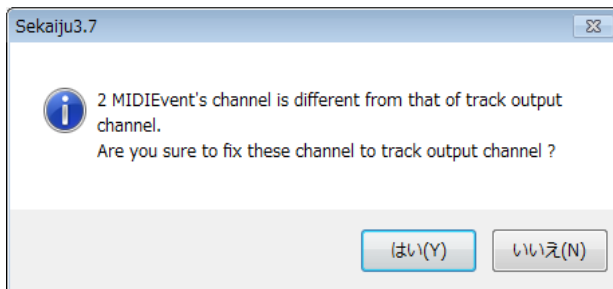 Sekaiju3.7
2 MIDIEvent's channel is different from that of track output
channel.
Are you sure to fix these channel to track output channel ?
はい(Y)
いいえ(N)